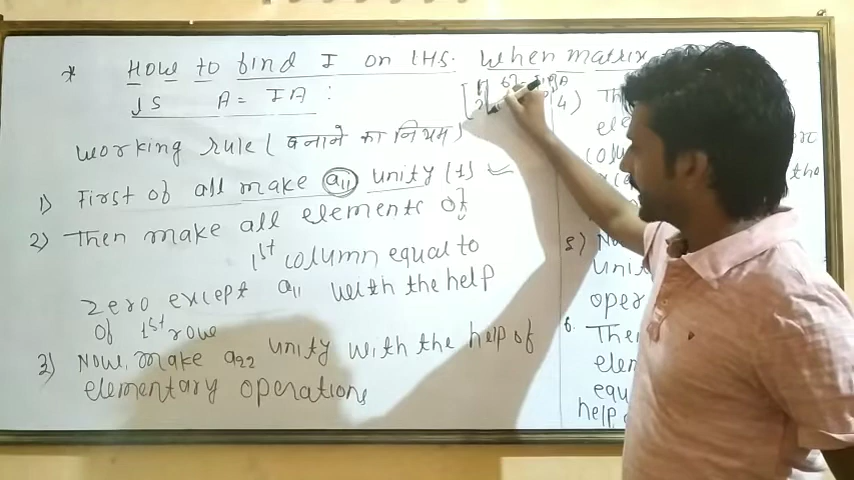 * How to find I on LHS. When matrix
is A = IA :
working rule ( बनाने का नियम )
1) First of all make a11 unity (1)
2) Then make all elements of
1st column equal to
zero except a11 with the help
of 1st row
3) Now, make a22 unity with the help of
elementary operations
4) Th
ele
colu
the
5) N
unit
oper
6. The
elem
equ
help